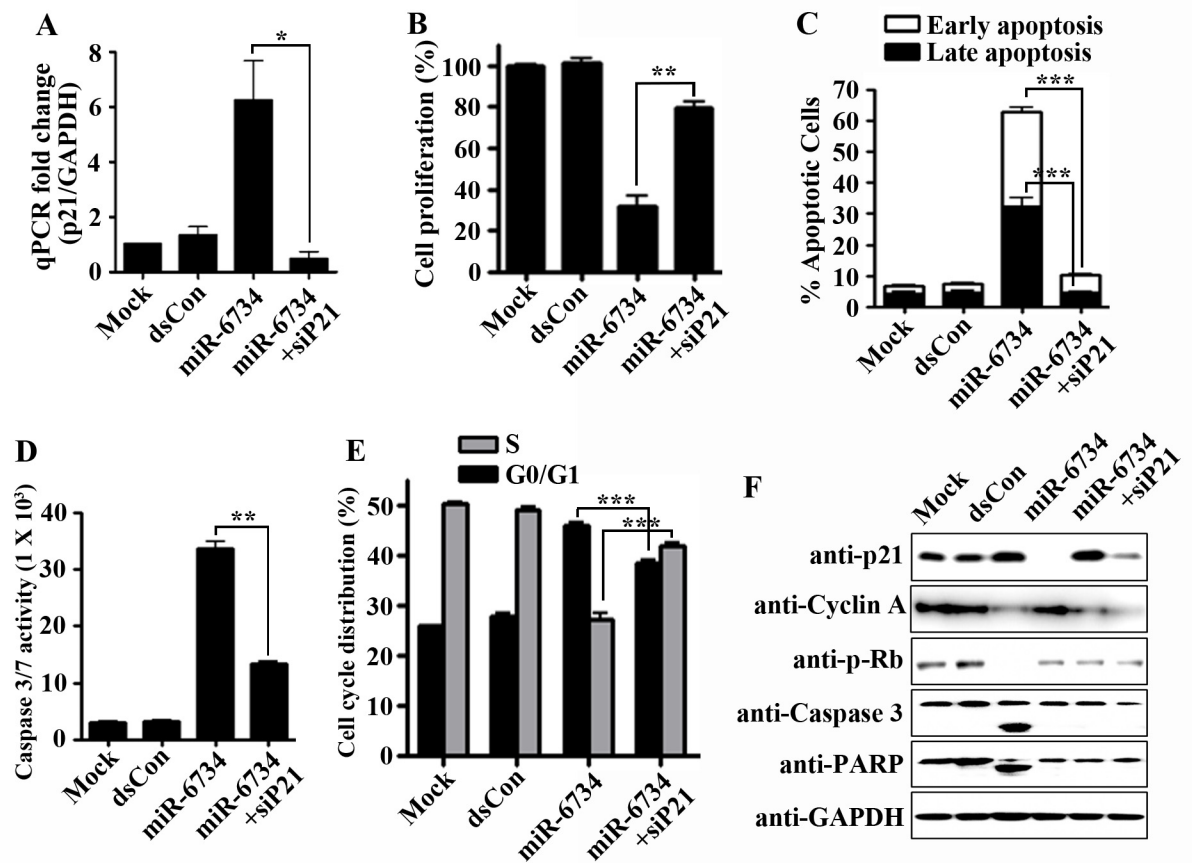 A
qPCR fold change
(p21/GAPDH)
8
6
4
2
0
*
Mock
dsCon
miR-6734
miR-6734
+siP21
B
Cell proliferation (%)
100
80
60
40
20
0
**
Mock
dsCon
miR-6734
miR-6734
+siP21
C
Early apoptosis
Late apoptosis
% Apoptotic Cells
70
60
50
40
30
20
10
0
***
***
Mock
dsCon
miR-6734
miR-6734
+siP21
D
Caspase 3/7 activity (1 X 10³)
40
30
20
10
0
**
Mock
dsCon
miR-6734
miR-6734
+siP21
E
S
G0/G1
Cell cycle distribution (%)
50
40
30
20
10
0
***
***
Mock
dsCon
miR-6734
miR-6734
+siP21
F
Mock
dsCon
miR-6734
miR-6734
+siP21
anti-p21
anti-Cyclin A
anti-p-Rb
anti-Caspase 3
anti-PARP
anti-GAPDH